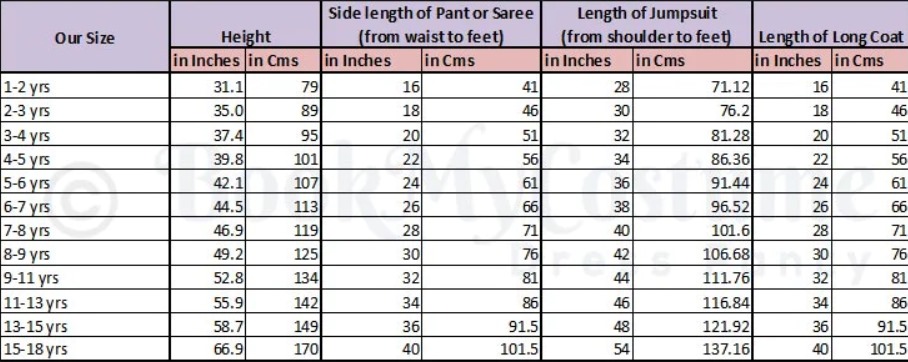 Our Size Height Side length of Pant or Saree (from waist to feet) Length of Jumpsuit (from shoulder to feet) Length of Long Coat
in Inches in Cms in Inches in Cms in Inches in Cms in Inches in Cms
1-2 yrs 31.1 79 16 41 28 71.12 16 41
2-3 yrs 35.0 89 18 46 30 76.2 18 46
3-4 yrs 37.4 95 20 51 32 81.28 20 51
4-5 yrs 39.8 101 22 56 34 86.36 22 56
5-6 yrs 42.1 107 24 61 36 91.44 24 61
6-7 yrs 44.5 113 26 66 38 96.52 26 66
7-8 yrs 46.9 119 28 71 40 101.6 28 71
8-9 yrs 49.2 125 30 76 42 106.68 30 76
9-11 yrs 52.8 134 32 81 44 111.76 32 81
11-13 yrs 55.9 142 34 86 46 116.84 34 86
13-15 yrs 58.7 149 36 91.5 48 121.92 36 91.5
15-18 yrs 66.9 170 40 101.5 54 137.16 40 101.5
© BookMyCostume
Dress Fancy